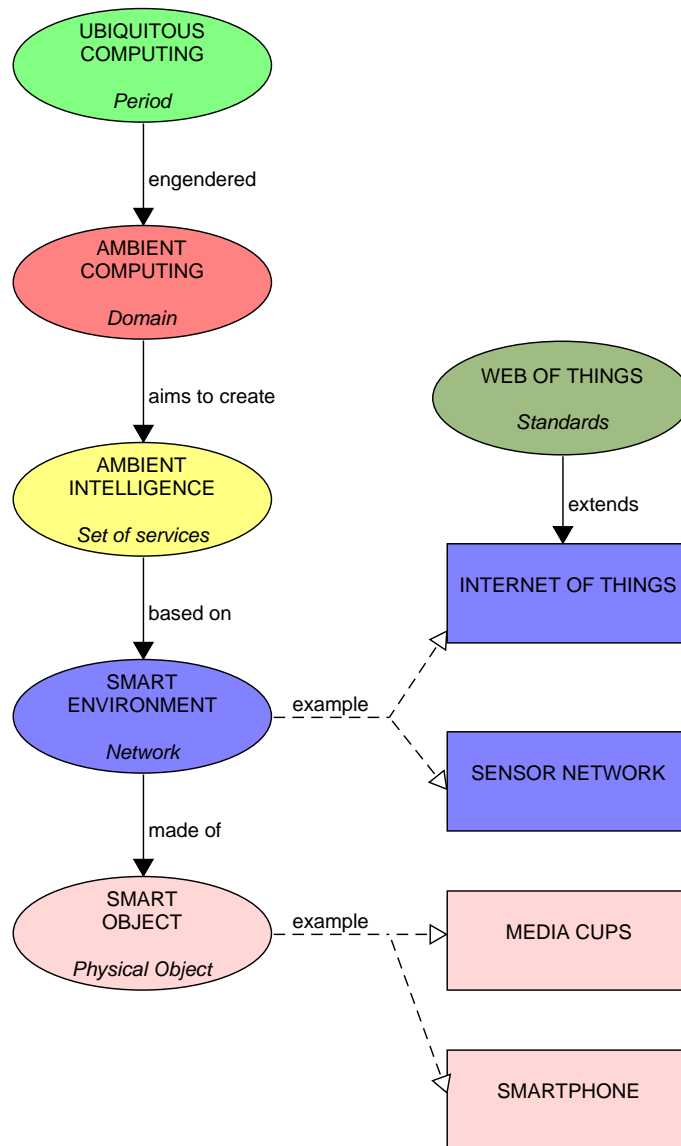 UBIQUITOUS
COMPUTING
Period
engendered
AMBIENT
COMPUTING
Domain
aims to create
AMBIENT
INTELLIGENCE
Set of services
based on
SMART
ENVIRONMENT
Network
made of
SMART
OBJECT
Physical Object
WEB OF THINGS
Standards
extends
INTERNET OF THINGS
example
SENSOR NETWORK
example
MEDIA CUPS
SMARTPHONE